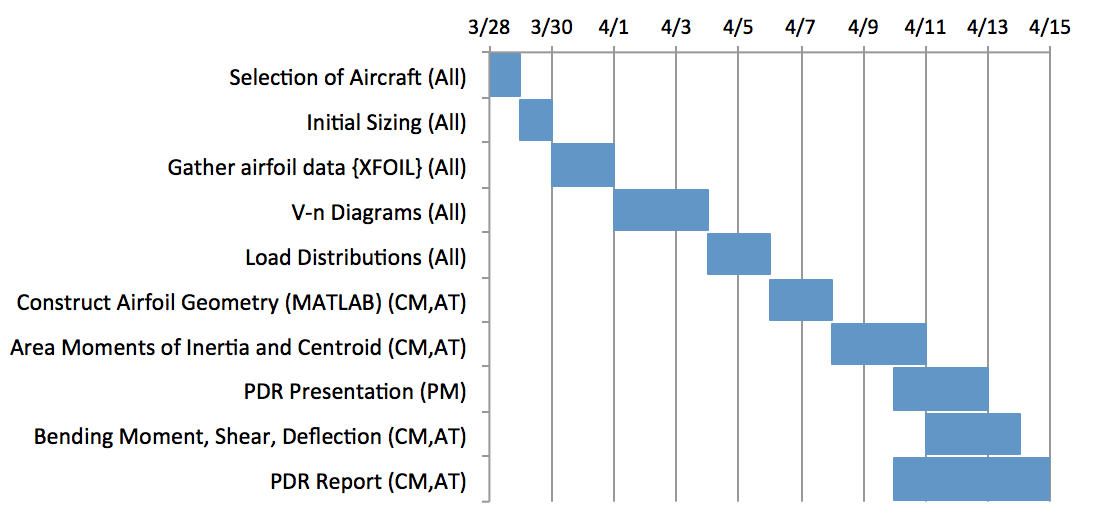 3/28 3/30 4/1 4/3 4/5 4/7 4/9 4/11 4/13 4/15
Selection of Aircraft (All)
Initial Sizing (All)
Gather airfoil data {XFOIL} (All)
V-n Diagrams (All)
Load Distributions (All)
Construct Airfoil Geometry (MATLAB) (CM,AT)
Area Moments of Inertia and Centroid (CM,AT)
PDR Presentation (PM)
Bending Moment, Shear, Deflection (CM,AT)
PDR Report (CM,AT)